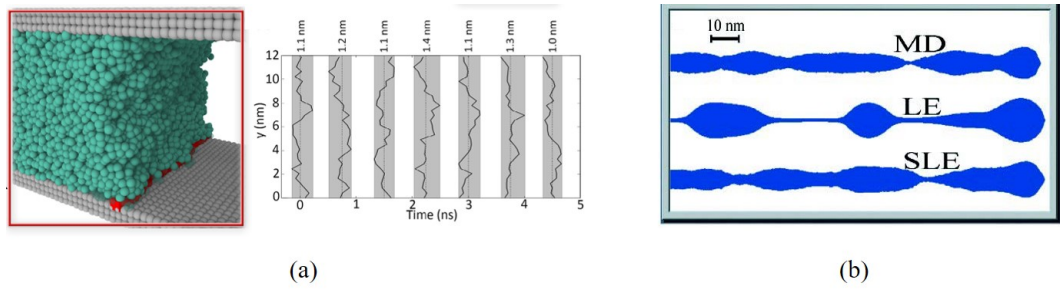 1.1 nm
1.2 nm
1.1 nm
1.4 nm
1.1 nm
1.3 nm
1.0 nm
12
10
8
6
4
2
0
y (nm)
0 1 2 3 4 5
Time (ns)
(a)
10 nm
MD
LE
SLE
(b)